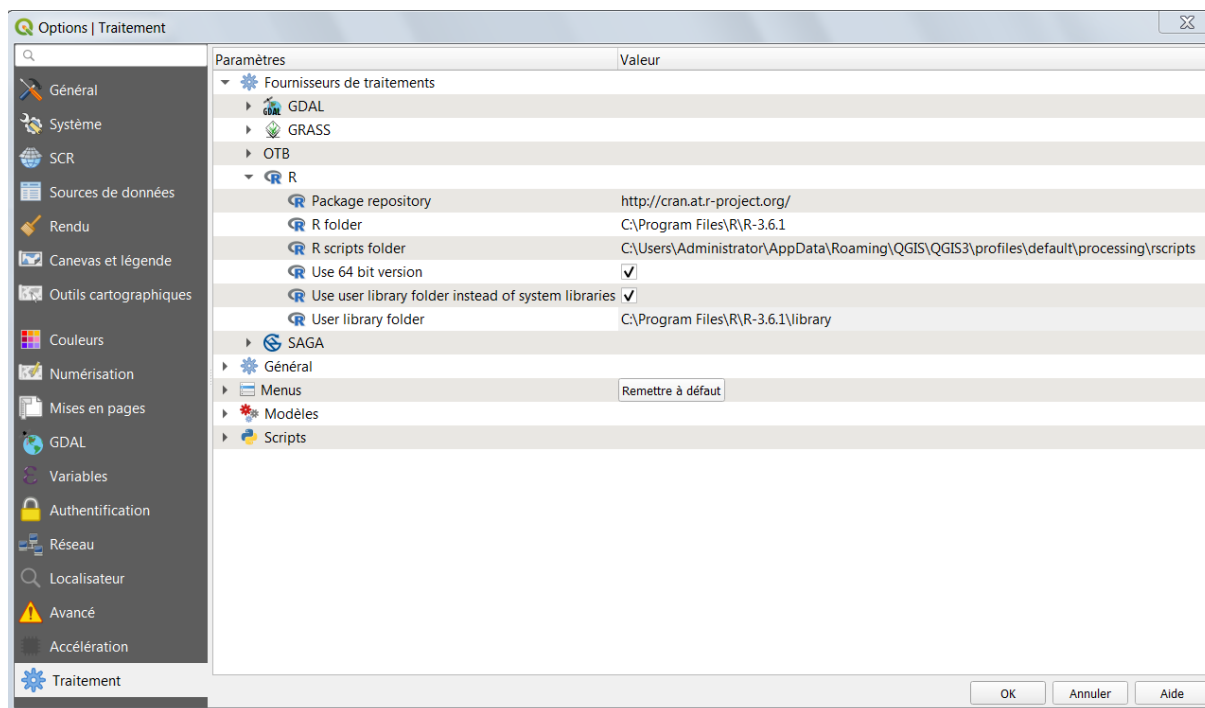 Options | Traitement
Général
Système
SCR
Sources de données
Rendu
Canevas et légende
Outils cartographiques
Couleurs
Numérisation
Mises en pages
GDAL
Variables
Authentification
Réseau
Localisateur
Avancé
Accélération
Traitement
Paramètres Valeur
Fournisseurs de traitements
GDAL GDAL
GRASS
OTB
R R
R Package repository http://cran.at.r-project.org/
R R folder C:\Program Files\R\R-3.6.1
R R scripts folder C:\Users\Administrator\AppData\Roaming\QGIS\QGIS3\profiles\default\processing\rscripts
R Use 64 bit version
R Use user library folder instead of system libraries
R User library folder C:\Program Files\R\R-3.6.1\library
SAGA
Général
Menus Remettre à défaut
Modèles
Scripts
OK Annuler Aide